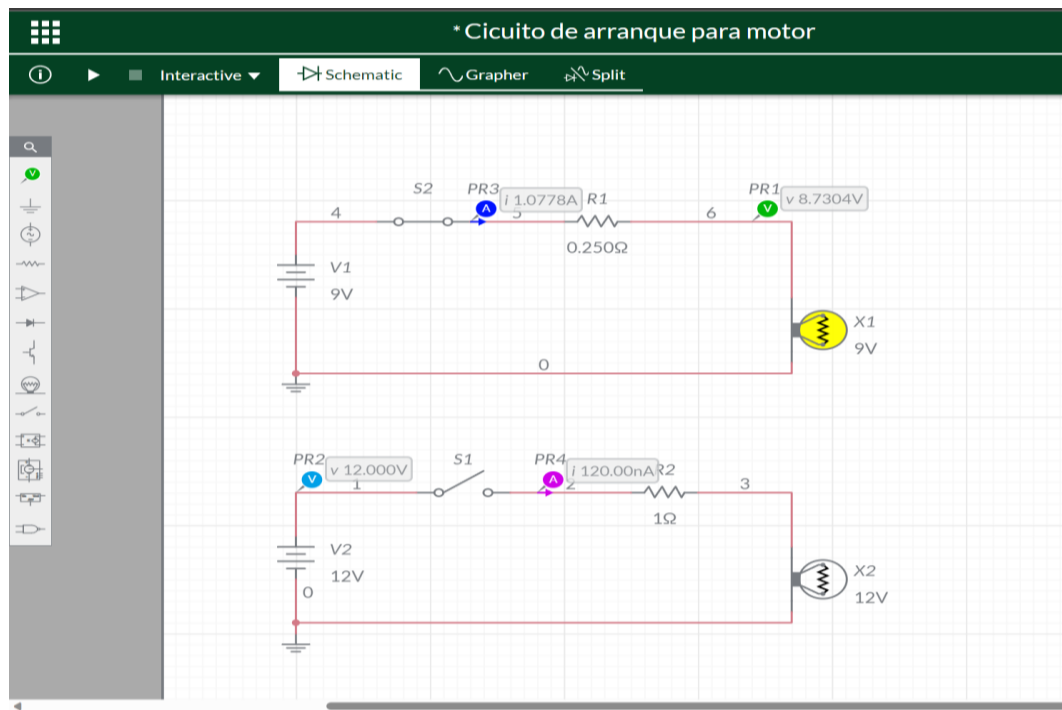 * Cicuito de arranque para motor
Interactive Schematic Grapher Split
S2 PR3 i 1.0778A R1 PR1 v 8.7304V
4 5 6
0.250Ω
V1
9V
X1
9V
0
PR2 v 12.000V S1 PR4 i 120.00nA R2
1 2 3
1Ω
V2
12V
0
X2
12V